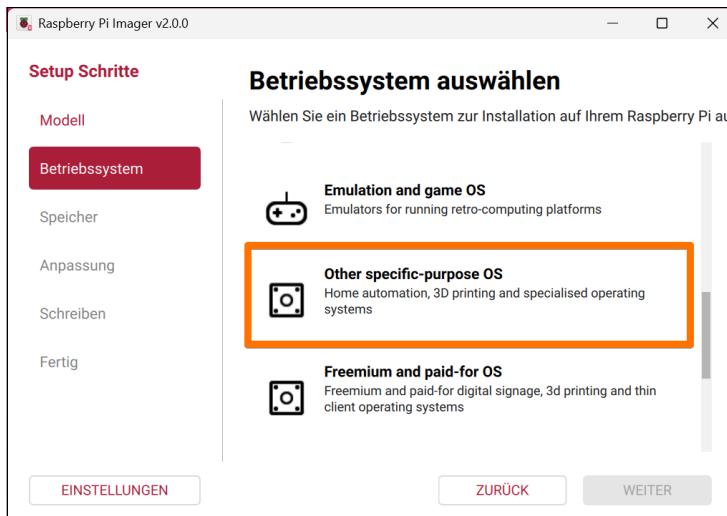 Raspberry Pi Imager v2.0.0
Setup Schritte
Modell
Betriebssystem
Speicher
Anpassung
Schreiben
Fertig
EINSTELLUNGEN
Betriebssystem auswählen
Wählen Sie ein Betriebssystem zur Installation auf Ihrem Raspberry Pi au
Emulation and game OS
Emulators for running retro-computing platforms
Other specific-purpose OS
Home automation, 3D printing and specialised operating
systems
Freemium and paid-for OS
Freemium and paid-for digital signage, 3d printing and thin
client operating systems
ZURÜCK
WEITER